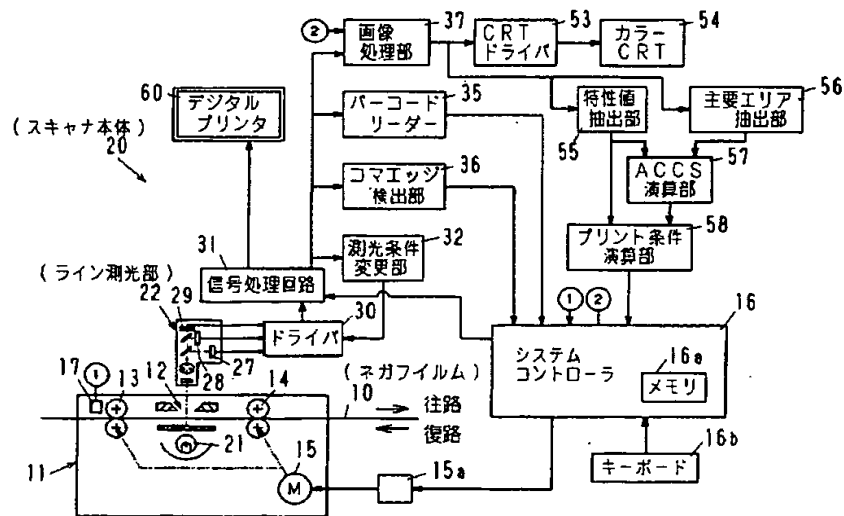 ②
画像
処理部
37
CRT
ドライバ
53
カラー
CRT
54
60
デジタル
プリンタ
バーコード
リーダー
35
特性値
抽出部
55
主要エリア
抽出部
56
(スキャナ本体)
20
コマエッジ
検出部
36
ACCS
演算部
57
31
信号処理回路
測光条件
変更部
32
プリント条件
演算部
58
(ライン測光部)
22
29
30
ドライバ
28
27
①
②
16
システム
コントローラ
16a
メモリ
(ネガフイルム)
17
①
13
12
14
10
往路
復路
21
15
M
11
15a
キーボード
16b